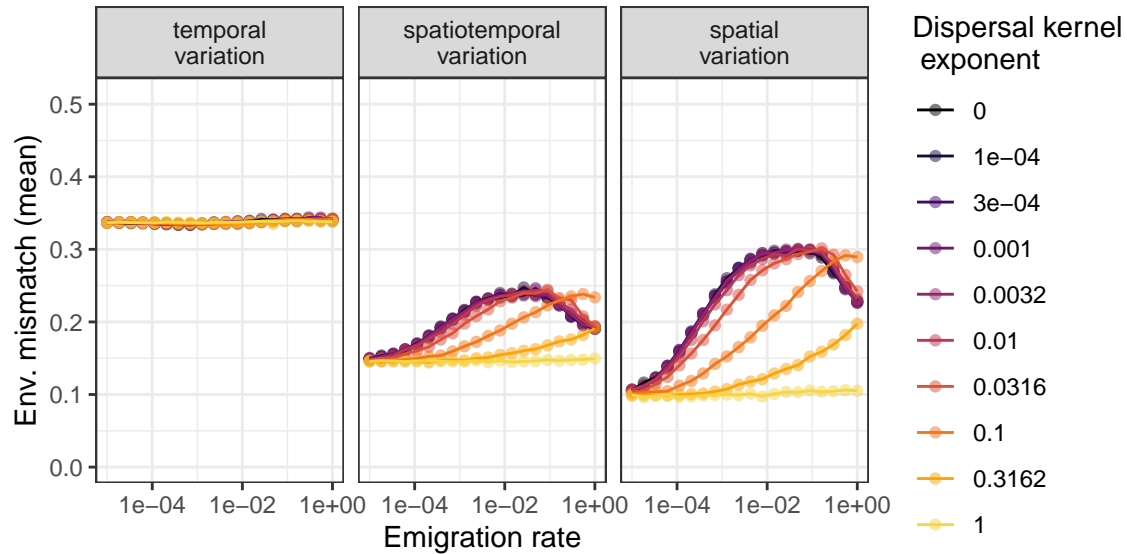 temporal
variation
spatiotemporal
variation
spatial
variation
Dispersal kernel
exponent
0
1e−04
3e−04
0.001
0.0032
0.01
0.0316
0.1
0.3162
1
Env. mismatch (mean)
0.5
0.4
0.3
0.2
0.1
0.0
1e−04 1e−02 1e+00
1e−04 1e−02 1e+00
1e−04 1e−02 1e+00
Emigration rate